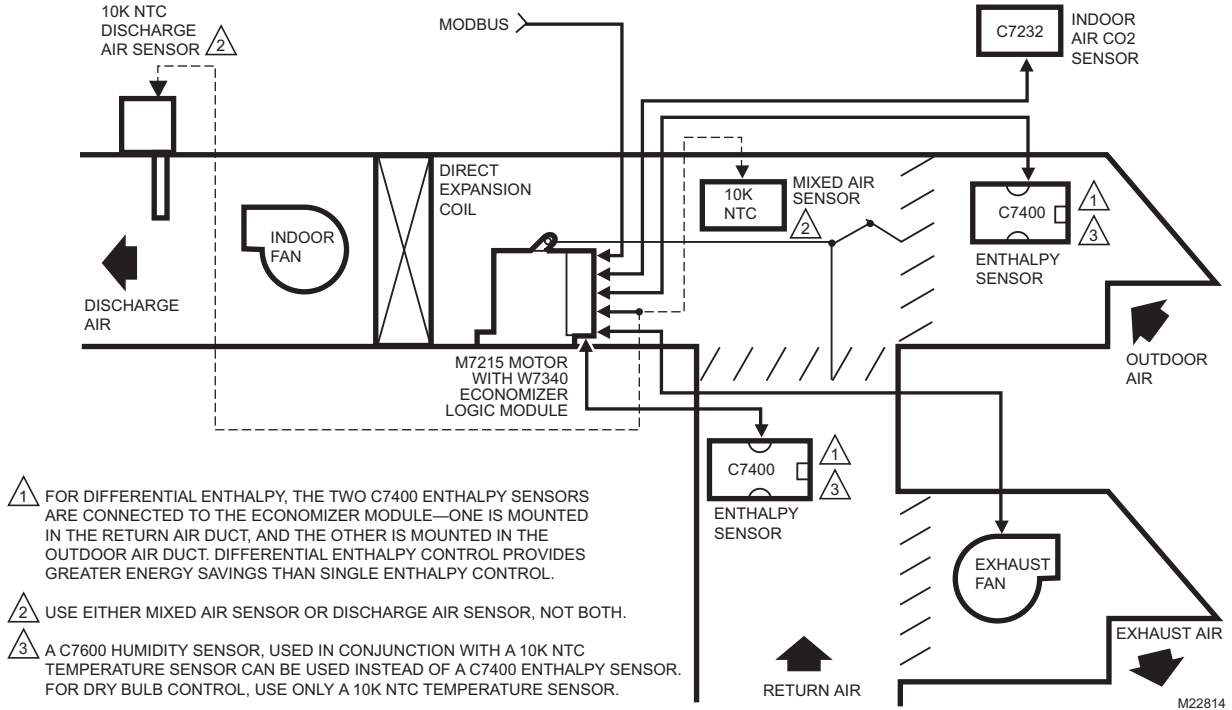 10K NTC
DISCHARGE
AIR SENSOR 2
MODBUS
C7232
INDOOR
AIR CO2
SENSOR
DIRECT
EXPANSION
COIL
10K
NTC
MIXED AIR
SENSOR
2
C7400
1
3
ENTHALPY
SENSOR
INDOOR
FAN
DISCHARGE
AIR
OUTDOOR
AIR
M7215 MOTOR
WITH W7340
ECONOMIZER
LOGIC MODULE
C7400
1
3
ENTHALPY
SENSOR
EXHAUST
FAN
EXHAUST AIR
RETURN AIR
1 FOR DIFFERENTIAL ENTHALPY, THE TWO C7400 ENTHALPY SENSORS
ARE CONNECTED TO THE ECONOMIZER MODULE—ONE IS MOUNTED
IN THE RETURN AIR DUCT, AND THE OTHER IS MOUNTED IN THE
OUTDOOR AIR DUCT. DIFFERENTIAL ENTHALPY CONTROL PROVIDES
GREATER ENERGY SAVINGS THAN SINGLE ENTHALPY CONTROL.
2 USE EITHER MIXED AIR SENSOR OR DISCHARGE AIR SENSOR, NOT BOTH.
3 A C7600 HUMIDITY SENSOR, USED IN CONJUNCTION WITH A 10K NTC
TEMPERATURE SENSOR CAN BE USED INSTEAD OF A C7400 ENTHALPY SENSOR.
FOR DRY BULB CONTROL, USE ONLY A 10K NTC TEMPERATURE SENSOR.
M22814